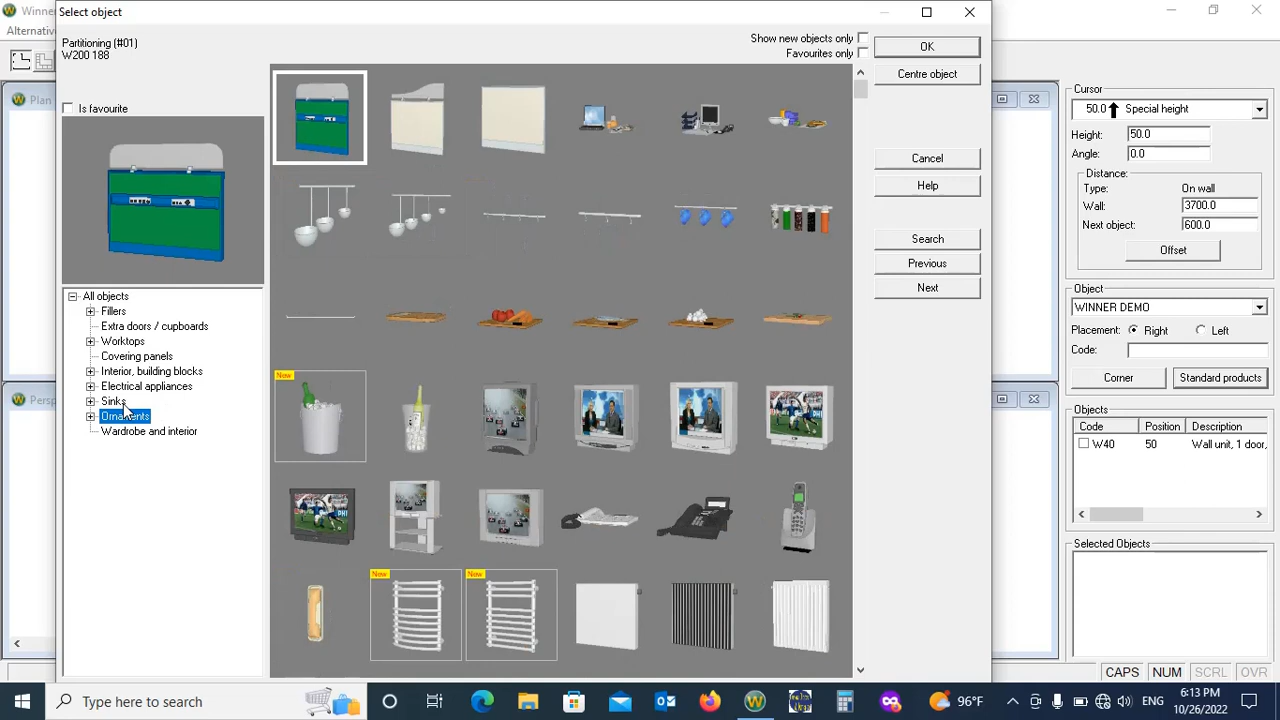 Winn
Alternativ
Plan
Persp
Select object
Partitioning (#01)
W200 188
Is favourite
All objects
Fillers
Loose doors / cupboards
Worktops
Covering panels
Interior, building blocks
Electrical appliances
Sinks
Ornaments
Wardrobe and interior
Show new objects only
Favourites only
New
New
New
OK
Centre object
Cancel
Help
Search
Previous
Next
Cursor
50.0 Special height
Height: 50.0
Angle: 0.0
Distance:
Type: On wall
Wall: 3700.0
Next object: 600.0
Offset
Object
WINNER DEMO
Placement: Right Left
Code:
Corner Standard products
Objects
Code Position Description
W40 50 Wall unit, 1 door,
Selected Objects
CAPS NUM SCRL OVR
Type here to search
96°F
ENG
6:13 PM
10/26/2022